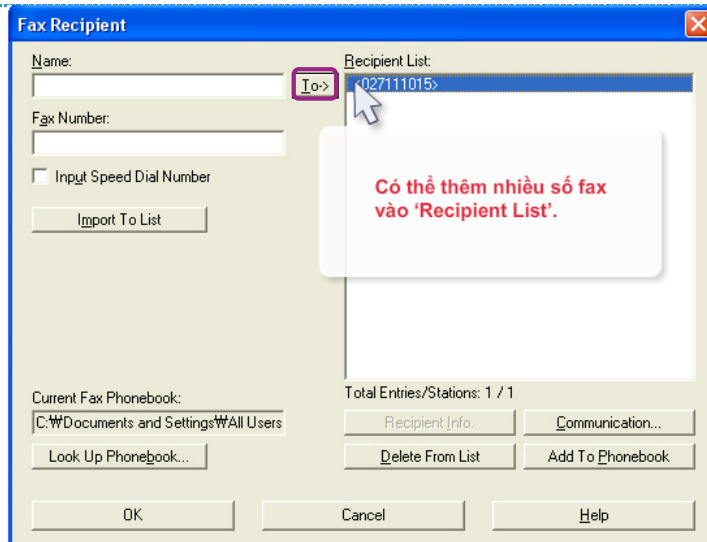 Fax Recipient
Name:
To->
Fax Number:
Input Speed Dial Number
Import To List
Current Fax Phonebook:
C:₩Documents and Settings₩All Users
Look Up Phonebook...
Recipient List:
<027111015>
Có thể thêm nhiều số fax
vào ‘Recipient List’.
Total Entries/Stations: 1 / 1
Recipient Info.
Communication...
Delete From List
Add To Phonebook
OK
Cancel
Help